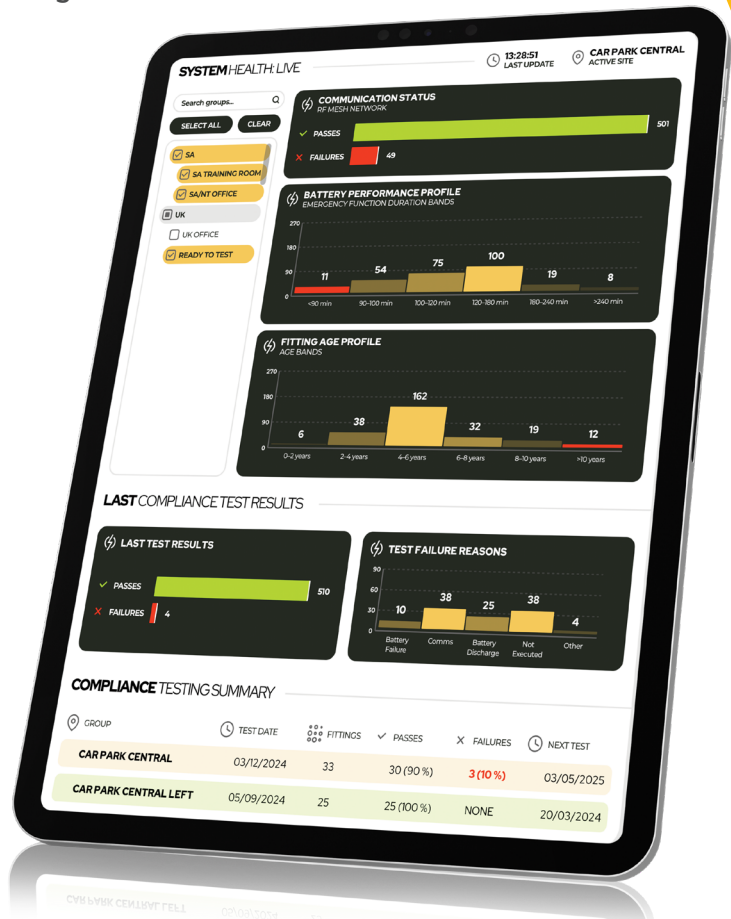 SYSTEM HEALTH: LIVE
13:28:51
LAST UPDATE
CAR PARK CENTRAL
ACTIVE SITE
Search groups...
SELECT ALL
CLEAR
SA
SA TRAINING ROOM
SA/NT OFFICE
UK
UK OFFICE
READY TO TEST
COMMUNICATION STATUS
RF MESH NETWORK
PASSES
501
FAILURES
49
BATTERY PERFORMANCE PROFILE
EMERGENCY FUNCTION DURATION BANDS
270
180
90
0
11
54
75
100
19
8
<90 min
90-100 min
100-120 min
120-180 min
180-240 min
>240 min
FITTING AGE PROFILE
AGE BANDS
270
180
90
0
6
38
162
32
19
12
0-2 years
2-4 years
4-6 years
6-8 years
8-10 years
>10 years
LAST COMPLIANCE TEST RESULTS
LAST TEST RESULTS
PASSES
510
FAILURES
4
TEST FAILURE REASONS
90
60
30
0
10
38
25
38
4
Battery
Failure
Comms
Battery
Discharge
Not
Executed
Other
COMPLIANCE TESTING SUMMARY
GROUP TEST DATE FITTINGS PASSES FAILURES NEXT TEST
CAR PARK CENTRAL 03/12/2024 33 30 (90 %) 3 (10 %) 03/05/2025
CAR PARK CENTRAL LEFT 05/09/2024 25 25 (100 %) NONE 20/03/2024